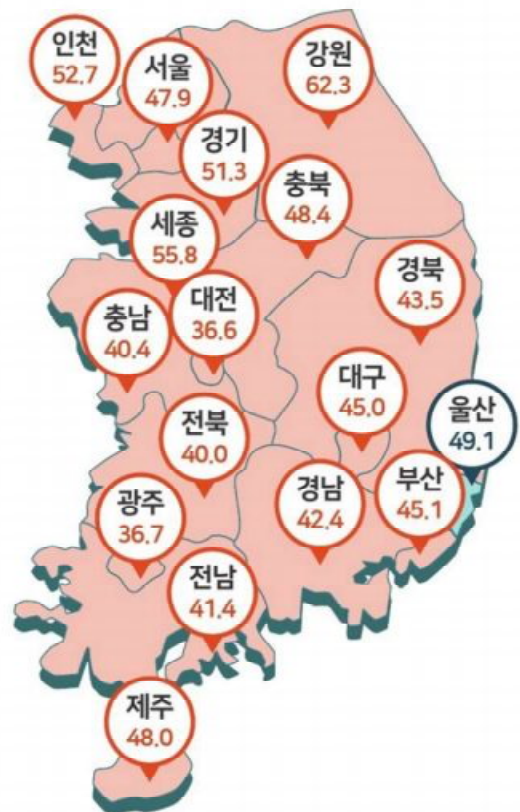 인천
52.7
서울
47.9
강원
62.3
경기
51.3
충북
48.4
세종
55.8
경북
43.5
대전
36.6
충남
40.4
대구
45.0
울산
49.1
전북
40.0
경남
42.4
부산
45.1
광주
36.7
전남
41.4
제주
48.0